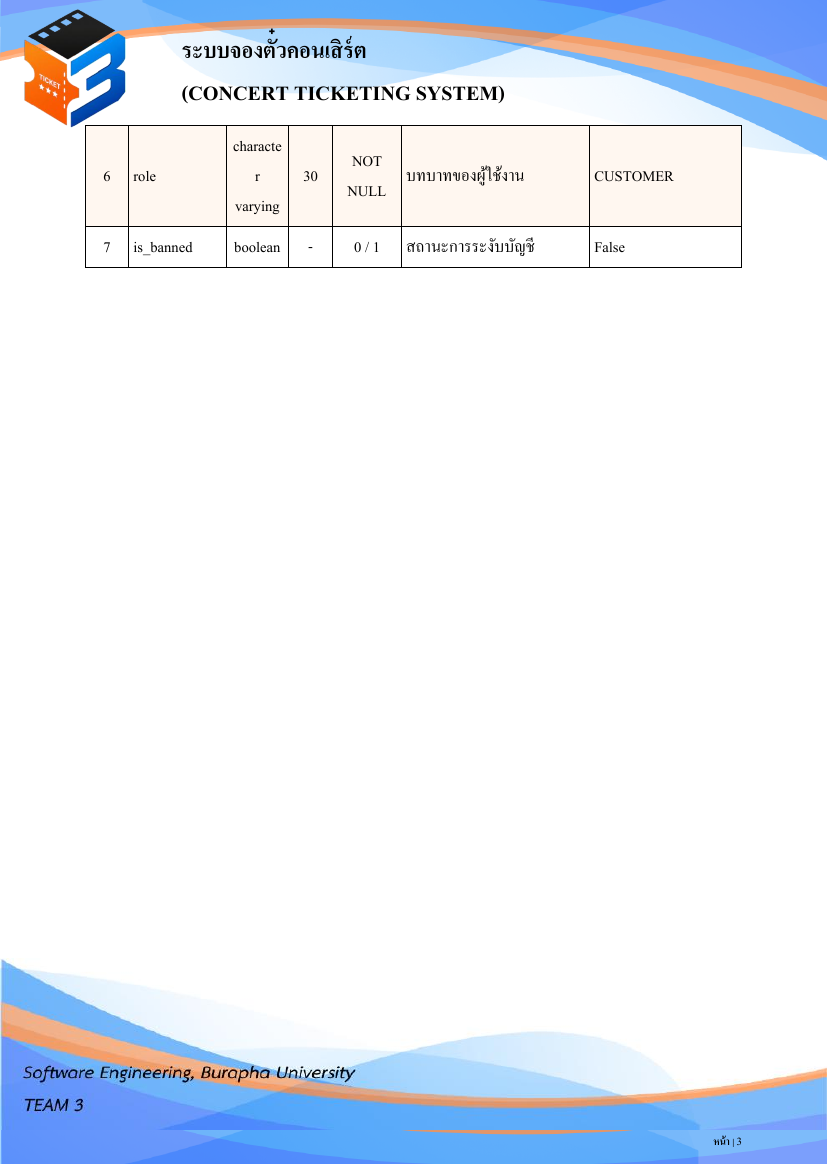 ระบบจองตั๋วคอนเสิร์ต
(CONCERT TICKETING SYSTEM)
TICKET
6 role character varying 30 NOT NULL บทบาทของผู้ใช้งาน CUSTOMER
7 is_banned boolean - 0 / 1 สถานะการระงับบัญชี False
Software Engineering, Burapha University
TEAM 3
หน้า | 3